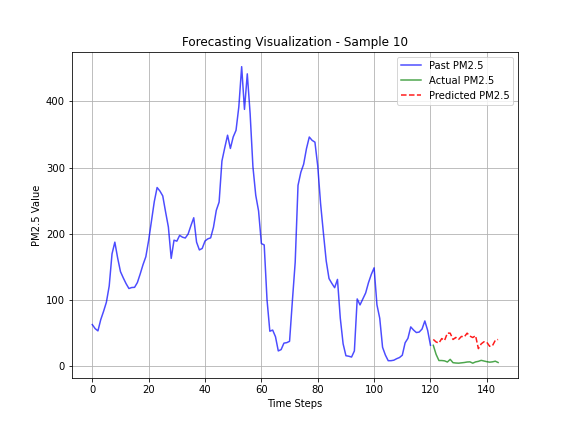 Forecasting Visualization - Sample 10
Past PM2.5
Actual PM2.5
Predicted PM2.5
PM2.5 Value
400
300
200
100
0
0 20 40 60 80 100 120 140
Time Steps